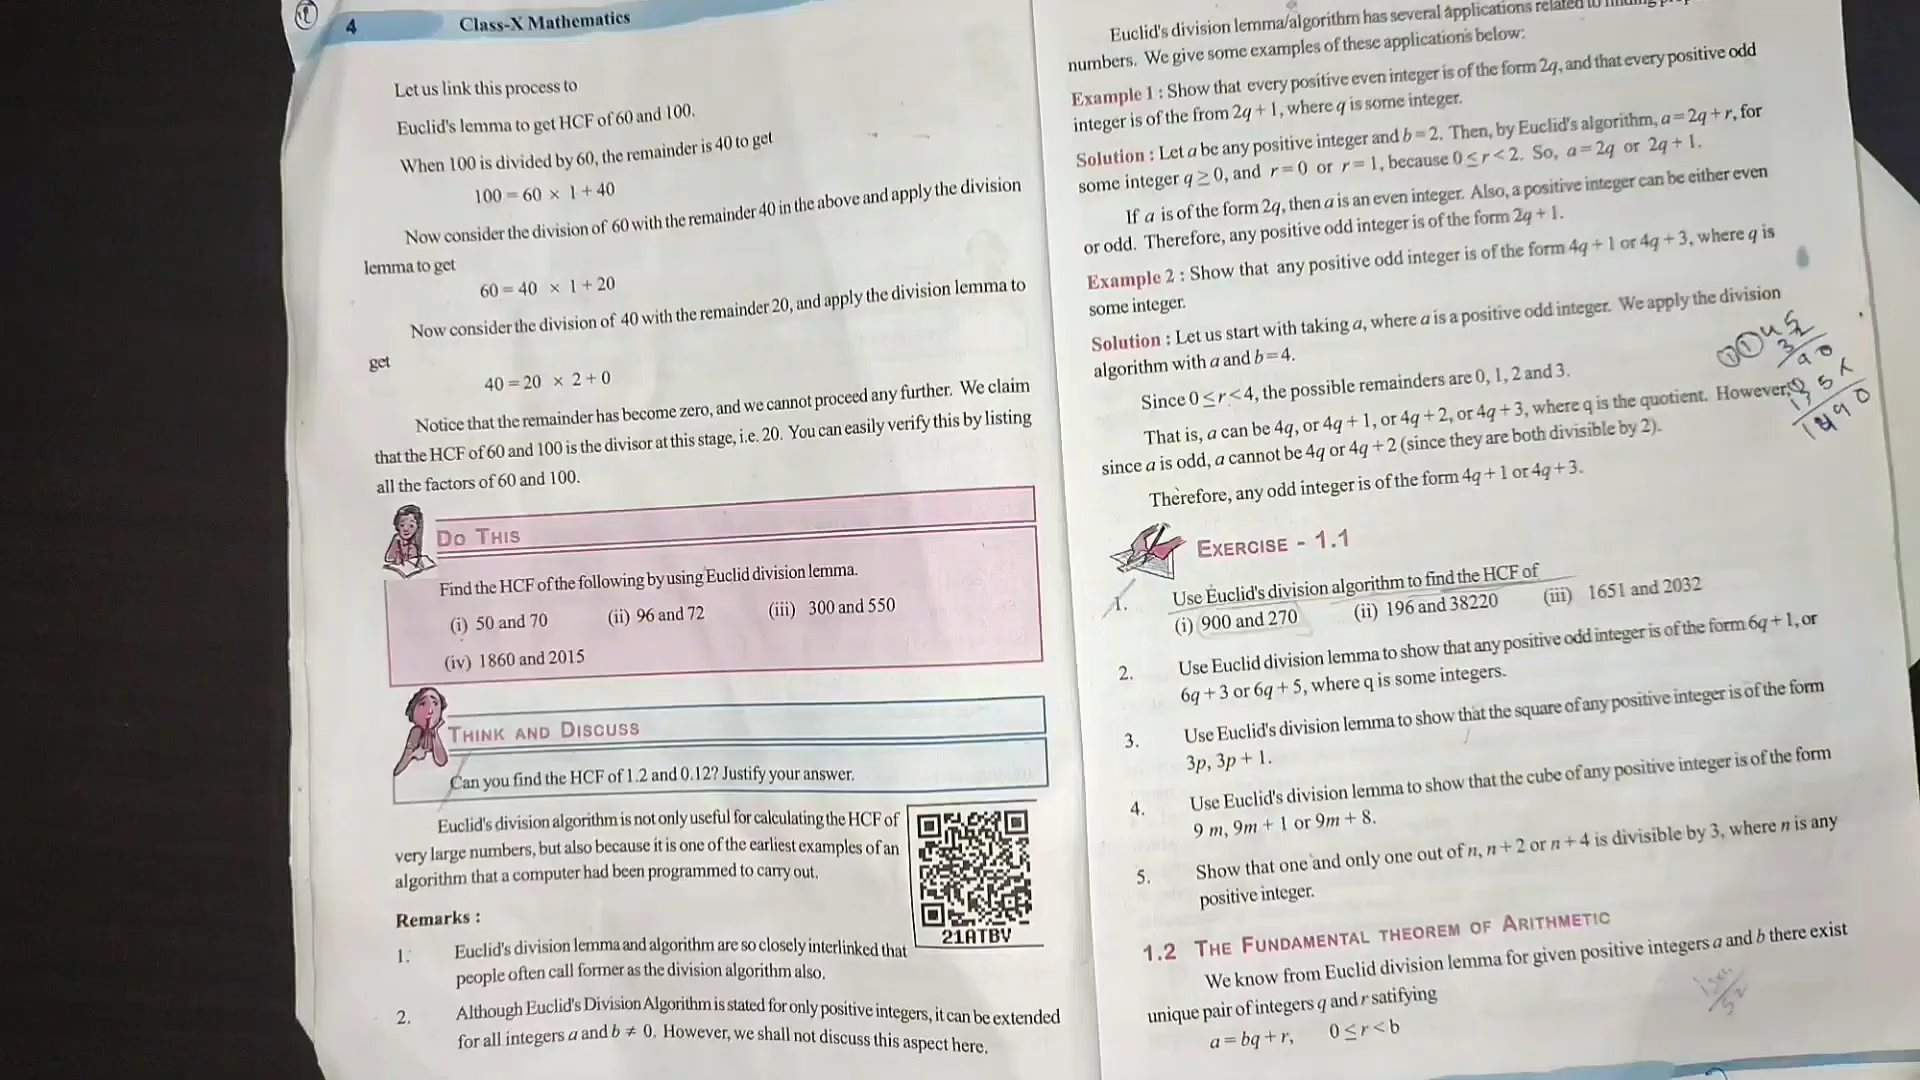 4 Class-X Mathematics
Let us link this process to
Euclid's lemma to get HCF of 60 and 100.
When 100 is divided by 60, the remainder is 40 to get
100 = 60 × 1 + 40
Now consider the division of 60 with the remainder 40 in the above and apply the division
lemma to get
60 = 40 × 1 + 20
Now consider the division of 40 with the remainder 20, and apply the division lemma to
get
40 = 20 × 2 + 0
Notice that the remainder has become zero, and we cannot proceed any further. We claim
that the HCF of 60 and 100 is the divisor at this stage, i.e. 20. You can easily verify this by listing
all the factors of 60 and 100.
DO THIS
Find the HCF of the following by using Euclid division lemma.
(i) 50 and 70 (ii) 96 and 72 (iii) 300 and 550
(iv) 1860 and 2015
THINK AND DISCUSS
Can you find the HCF of 1.2 and 0.12? Justify your answer.
Euclid's division algorithm is not only useful for calculating the HCF of
very large numbers, but also because it is one of the earliest examples of an
algorithm that a computer had been programmed to carry out.
Remarks :
21ATBV
1. Euclid's division lemma and algorithm are so closely interlinked that
people often call former as the division algorithm also.
2. Although Euclid's Division Algorithm is stated for only positive integers, it can be extended
for all integers a and b ≠ 0. However, we shall not discuss this aspect here.
Euclid's division lemma/algorithm has several applications related to finding
numbers. We give some examples of these applications below:
Example 1 : Show that every positive even integer is of the form 2q, and that every positive odd
integer is of the from 2q + 1, where q is some integer.
Solution : Let a be any positive integer and b = 2. Then, by Euclid's algorithm, a = 2q + r, for
some integer q ≥ 0, and r = 0 or r = 1, because 0 ≤ r < 2. So, a = 2q or 2q + 1.
If a is of the form 2q, then a is an even integer. Also, a positive integer can be either even
or odd. Therefore, any positive odd integer is of the form 2q + 1.
Example 2 : Show that any positive odd integer is of the form 4q + 1 or 4q + 3, where q is
some integer.
Solution : Let us start with taking a, where a is a positive odd integer. We apply the division
algorithm with a and b = 4.
Since 0 ≤ r < 4, the possible remainders are 0, 1, 2 and 3.
That is, a can be 4q, or 4q + 1, or 4q + 2, or 4q + 3, where q is the quotient. However,
since a is odd, a cannot be 4q or 4q + 2 (since they are both divisible by 2).
Therefore, any odd integer is of the form 4q + 1 or 4q + 3.
EXERCISE - 1.1
1. Use Euclid's division algorithm to find the HCF of
(i) 900 and 270 (ii) 196 and 38220 (iii) 1651 and 2032
2. Use Euclid division lemma to show that any positive odd integer is of the form 6q + 1, or
6q + 3 or 6q + 5, where q is some integers.
3. Use Euclid's division lemma to show that the square of any positive integer is of the form
3p, 3p + 1.
4. Use Euclid's division lemma to show that the cube of any positive integer is of the form
9 m, 9m + 1 or 9m + 8.
5. Show that one and only one out of n, n + 2 or n + 4 is divisible by 3, where n is any
positive integer.
1.2 THE FUNDAMENTAL THEOREM OF ARITHMETIC
We know from Euclid division lemma for given positive integers a and b there exist
unique pair of integers q and r satifying
a = bq + r, 0 ≤ r < b